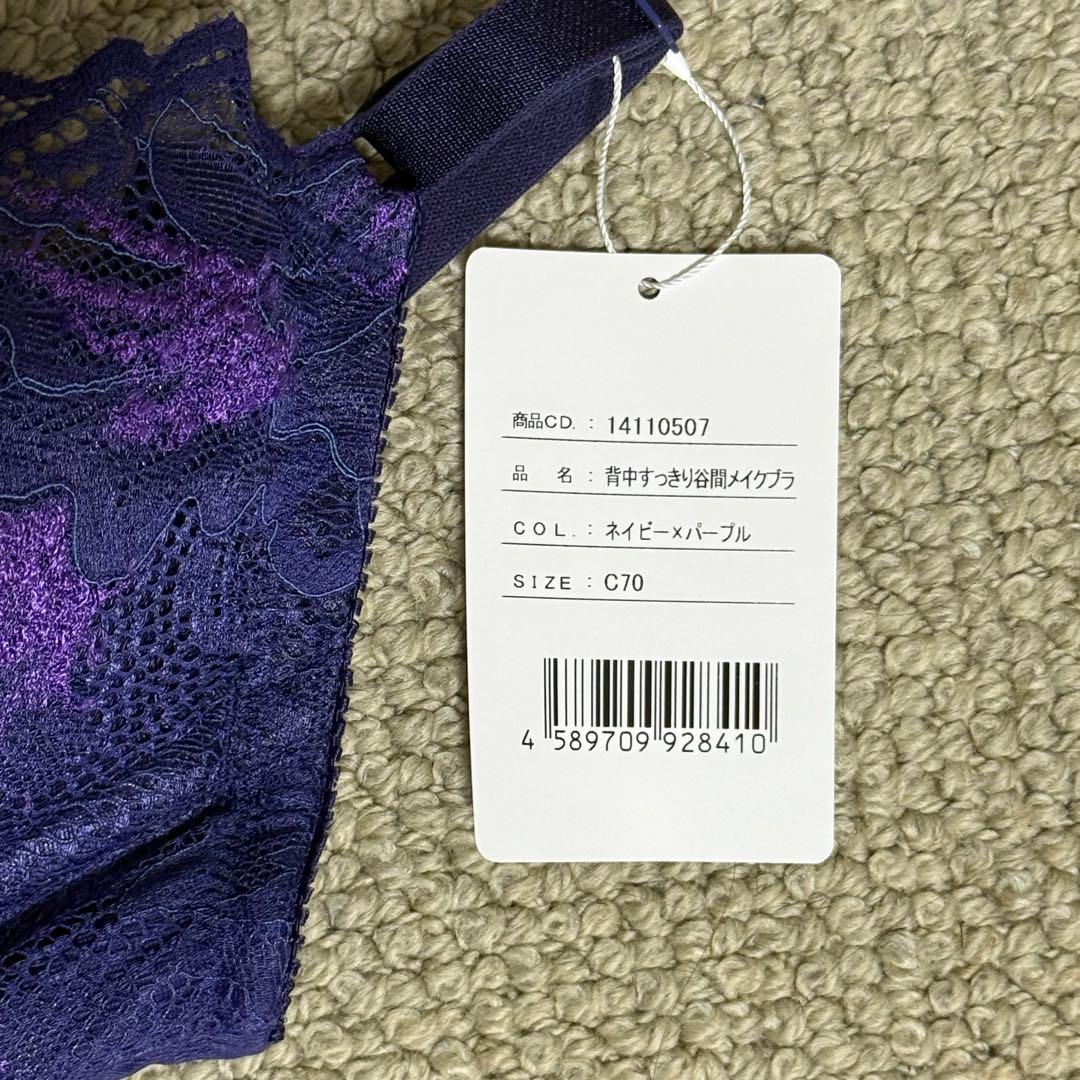 商品CD. : 14110507
品 名 : 背中すっきり谷間メイクブラ
COL. : ネイビー×パープル
SIZE : C70
4 589709 928410